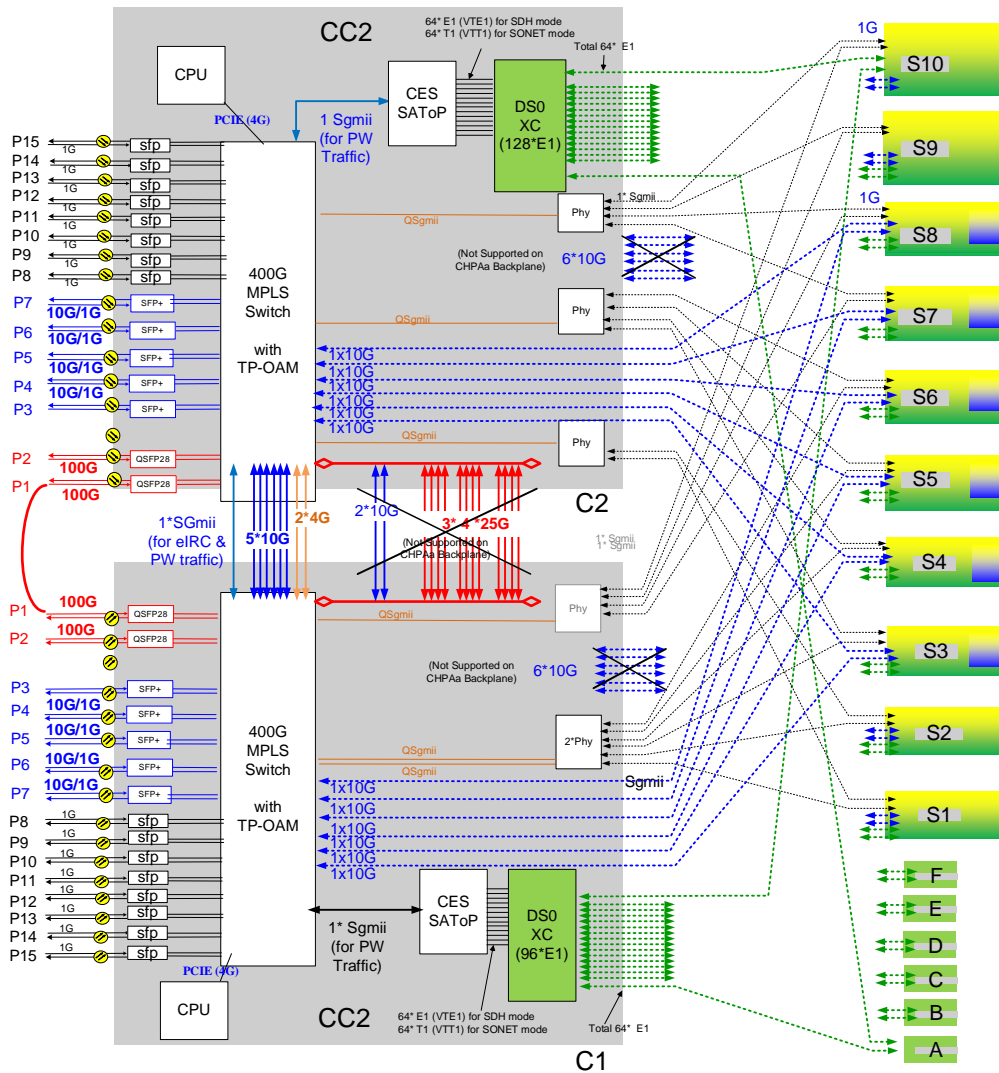 CC2
64* E1 (VTE1) for SDH mode
64* T1 (VTT1) for SONET mode
Total 64* E1
CPU
CES
SAToP
DS0
XC
(128*E1)
PCIE (4G)
1 Sgmii
(for PW
Traffic)
P15
1G
sfp
P14
1G
sfp
P13
1G
sfp
P12
1G
sfp
P11
1G
sfp
P10
1G
sfp
P9
1G
sfp
P8
1G
sfp
P7
10G/1G
SFP+
P6
10G/1G
SFP+
P5
10G/1G
SFP+
P4
10G/1G
SFP+
P3
SFP+
P2
100G
QSFP28
P1
100G
QSFP28
400G
MPLS
Switch
with
TP-OAM
QSgmii
Phy
1* Sgmii
(Not Supported on
CHPAa Backplane)
6*10G
QSgmii
Phy
1x10G
1x10G
1x10G
1x10G
1x10G
1x10G
QSgmii
Phy
C2
1*SGmii
(for eIRC &
PW traffic)
5*10G
2*4G
2*10G
3* 4 *25G
(Not Supported on
CHPAa Backplane)
1* Sgmii
1* Sgmii
P1
100G
QSFP28
P2
100G
QSFP28
P3
SFP+
P4
10G/1G
SFP+
P5
10G/1G
SFP+
P6
10G/1G
SFP+
P7
10G/1G
SFP+
P8
1G
sfp
P9
1G
sfp
P10
1G
sfp
P11
1G
sfp
P12
1G
sfp
P13
1G
sfp
P14
1G
sfp
P15
1G
sfp
400G
MPLS
Switch
with
TP-OAM
QSgmii
Phy
(Not Supported on
CHPAa Backplane)
6*10G
QSgmii
QSgmii
2*Phy
Sgmii
1x10G
1x10G
1x10G
1x10G
1x10G
1x10G
1* Sgmii
(for PW
Traffic)
CES
SAToP
DS0
XC
(96*E1)
PCIE (4G)
CPU
CC2
64* E1 (VTE1) for SDH mode
64* T1 (VTT1) for SONET mode
Total 64* E1
C1
1G
S10
S9
1G
S8
S7
S6
S5
S4
S3
S2
S1
F
E
D
C
B
A